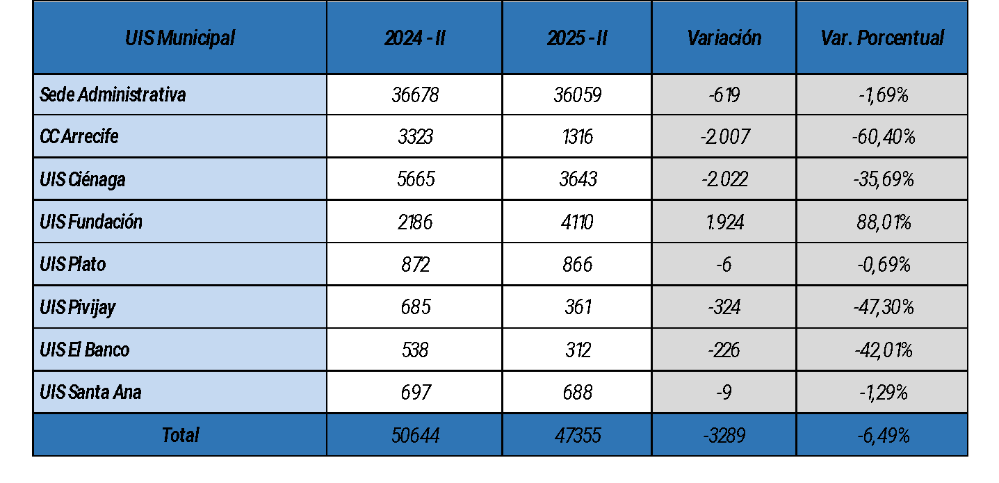 UIS Municipal 2024 - II 2025 - II Variación Var. Porcentual
Sede Administrativa 36678 36059 -619 -1,69%
CC Arrecife 3323 1316 -2.007 -60,40%
UIS Ciénaga 5665 3643 -2.022 -35,69%
UIS Fundación 2186 4110 1.924 88,01%
UIS Plato 872 866 -6 -0,69%
UIS Pivijay 685 361 -324 -47,30%
UIS El Banco 538 312 -226 -42,01%
UIS Santa Ana 697 688 -9 -1,29%
Total 50644 47355 -3289 -6,49%